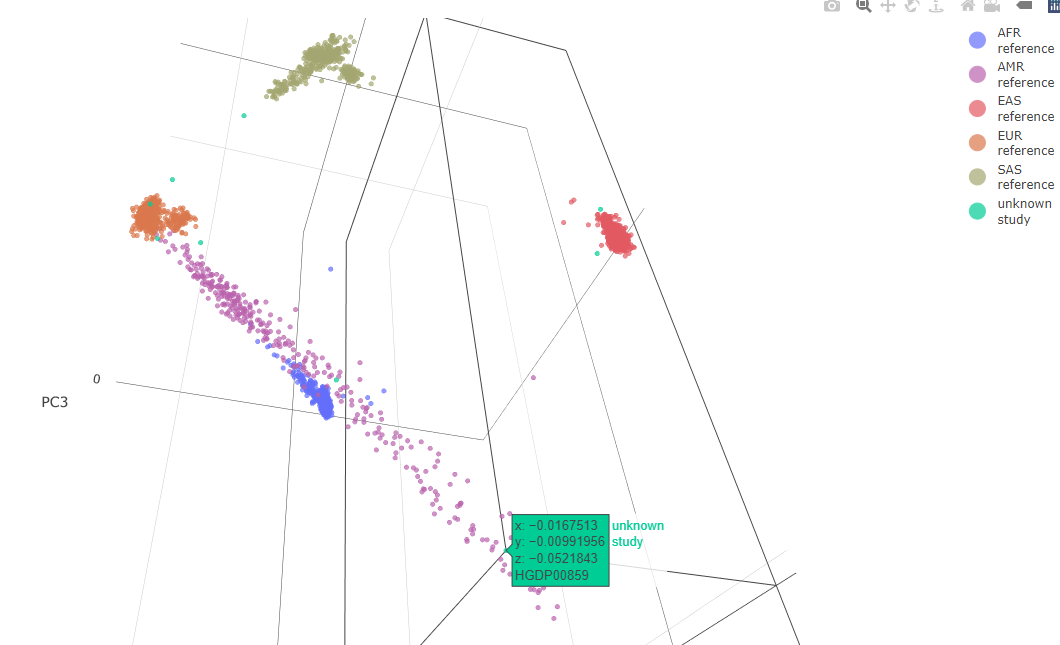 AFR
reference
AMR
reference
EAS
reference
EUR
reference
SAS
reference
unknown
study
0
PC3
x: −0.0167513
y: −0.00991956
z: −0.0521843
HGDP00859
unknown
study